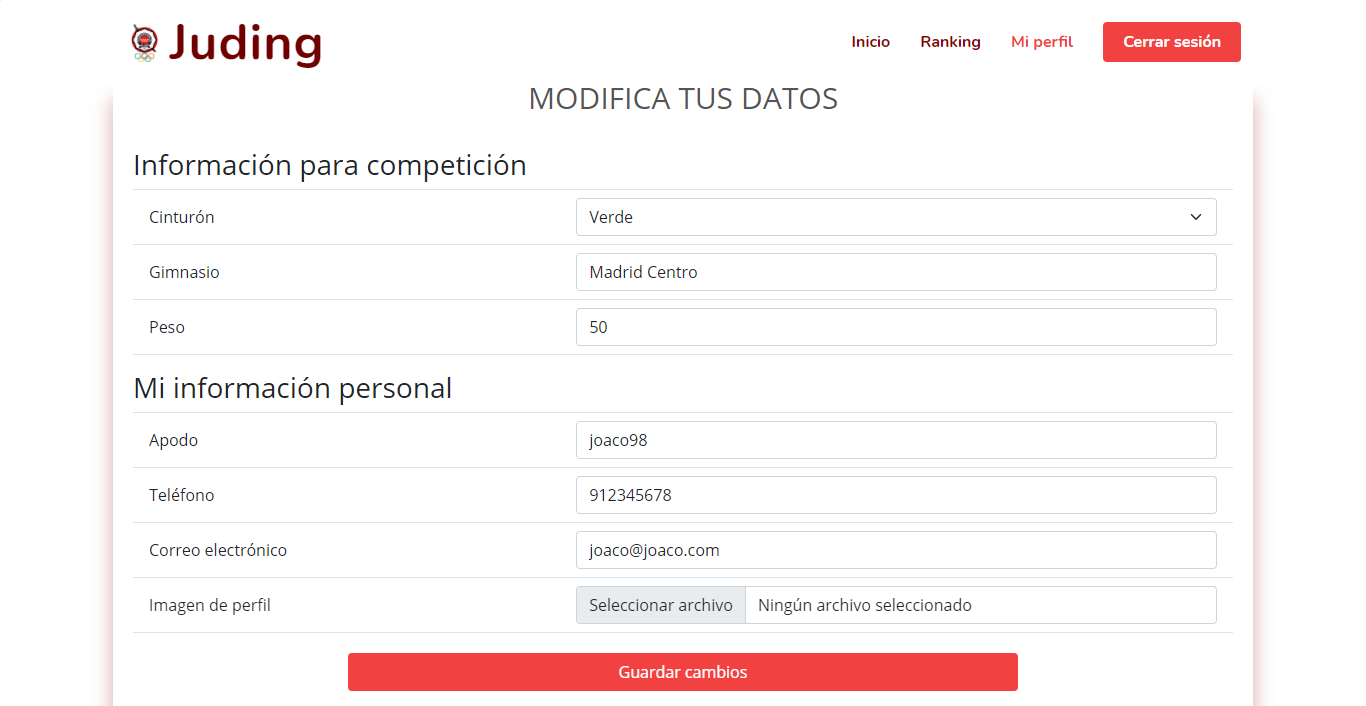 Juding
Inicio Ranking Mi perfil Cerrar sesión
MODIFICA TUS DATOS
Información para competición
Cinturón Verde
Gimnasio Madrid Centro
Peso 50
Mi información personal
Apodo joaco98
Teléfono 912345678
Correo electrónico joaco@joaco.com
Imagen de perfil Seleccionar archivo Ningún archivo seleccionado
Guardar cambios